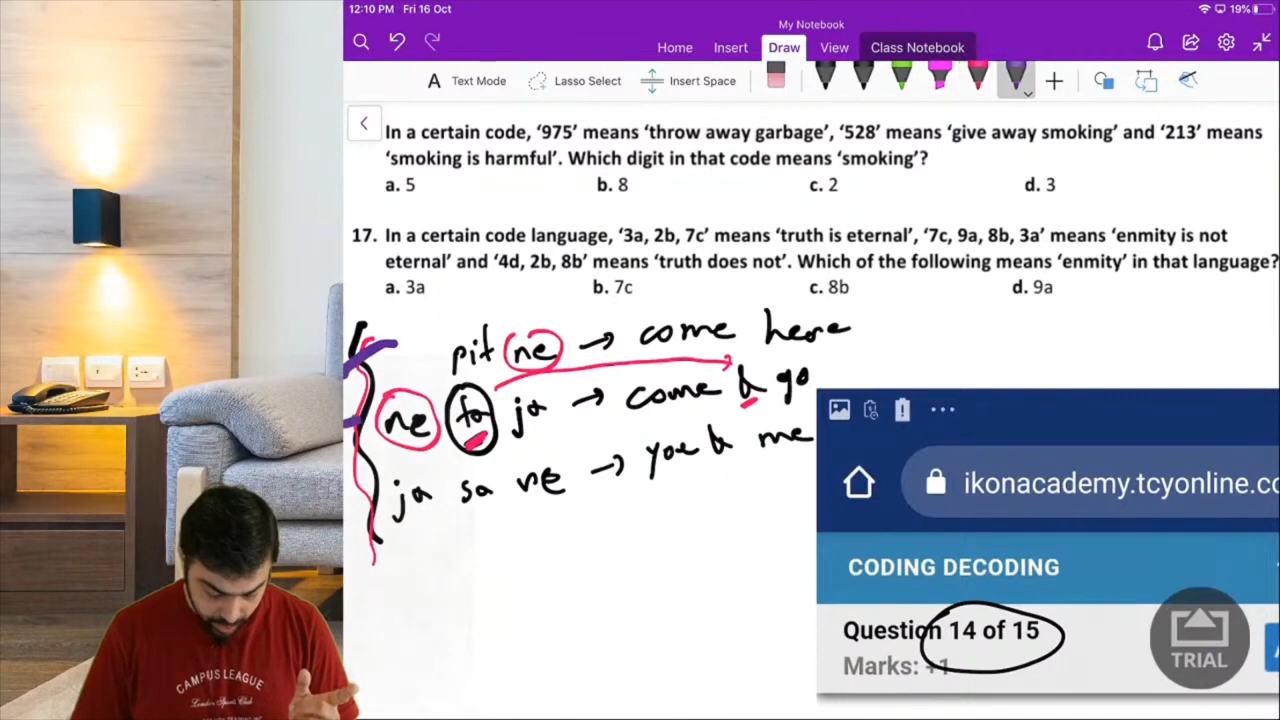 12:10 PM Fri 16 Oct
19%
My Notebook
Home Insert Draw View Class Notebook
Text Mode Lasso Select Insert Space
In a certain code, ‘975’ means ‘throw away garbage’, ‘528’ means ‘give away smoking’ and ‘213’ means
‘smoking is harmful’. Which digit in that code means ‘smoking’?
a. 5 b. 8 c. 2 d. 3
17. In a certain code language, ‘3a, 2b, 7c’ means ‘truth is eternal’, ‘7c, 9a, 8b, 3a’ means ‘enmity is not
eternal’ and ‘4d, 2b, 8b’ means ‘truth does not’. Which of the following means ‘enmity’ in that language?
a. 3a b. 7c c. 8b d. 9a
pit ne → come here
ne ja → come & go
ja sa ne → you & me
ikonacademy.tcyonline.co
CODING DECODING
Question 14 of 15
Marks: +1
TRIAL
CAMPUS LEAGUE
London Sports Club